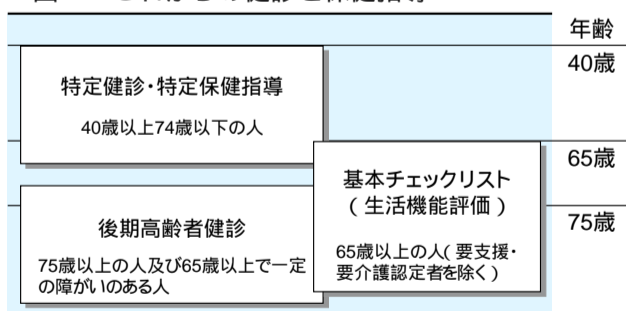 年齢
40歳
特定健診・特定保健指導
40歳以上74歳以下の人
65歳
基本チェックリスト
（生活機能評価）
65歳以上の人（要支援・
要介護認定者を除く）
75歳
後期高齢者健診
75歳以上の人及び65歳以上で一定
の障がいのある人